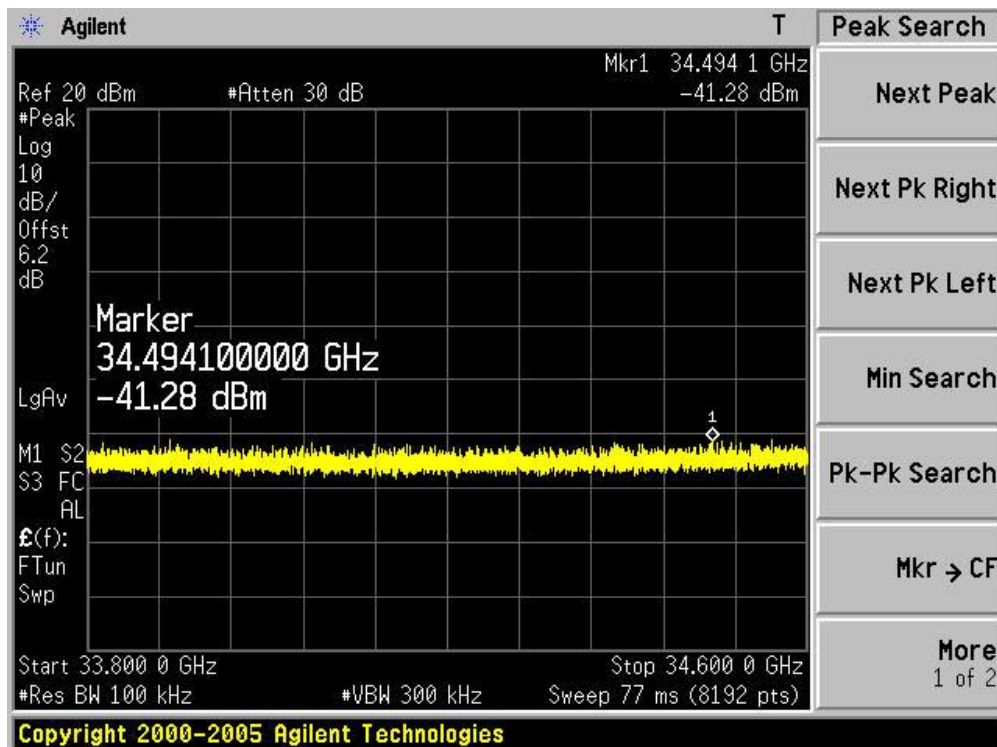 Agilent T Peak Search
Mkr1 34.494 1 GHz
Ref 20 dBm #Atten 30 dB -41.28 dBm
#Peak
Log
10
dB/
Offst
6.2
dB
Marker
34.494100000 GHz
-41.28 dBm
LgAv
1
M1 S2
S3 FC
AL
£(f):
FTun
Swp
Start 33.800 0 GHz Stop 34.600 0 GHz
#Res BW 100 kHz #VBW 300 kHz Sweep 77 ms (8192 pts)
Copyright 2000-2005 Agilent Technologies
Next Peak
Next Pk Right
Next Pk Left
Min Search
Pk-Pk Search
Mkr → CF
More
1 of 2